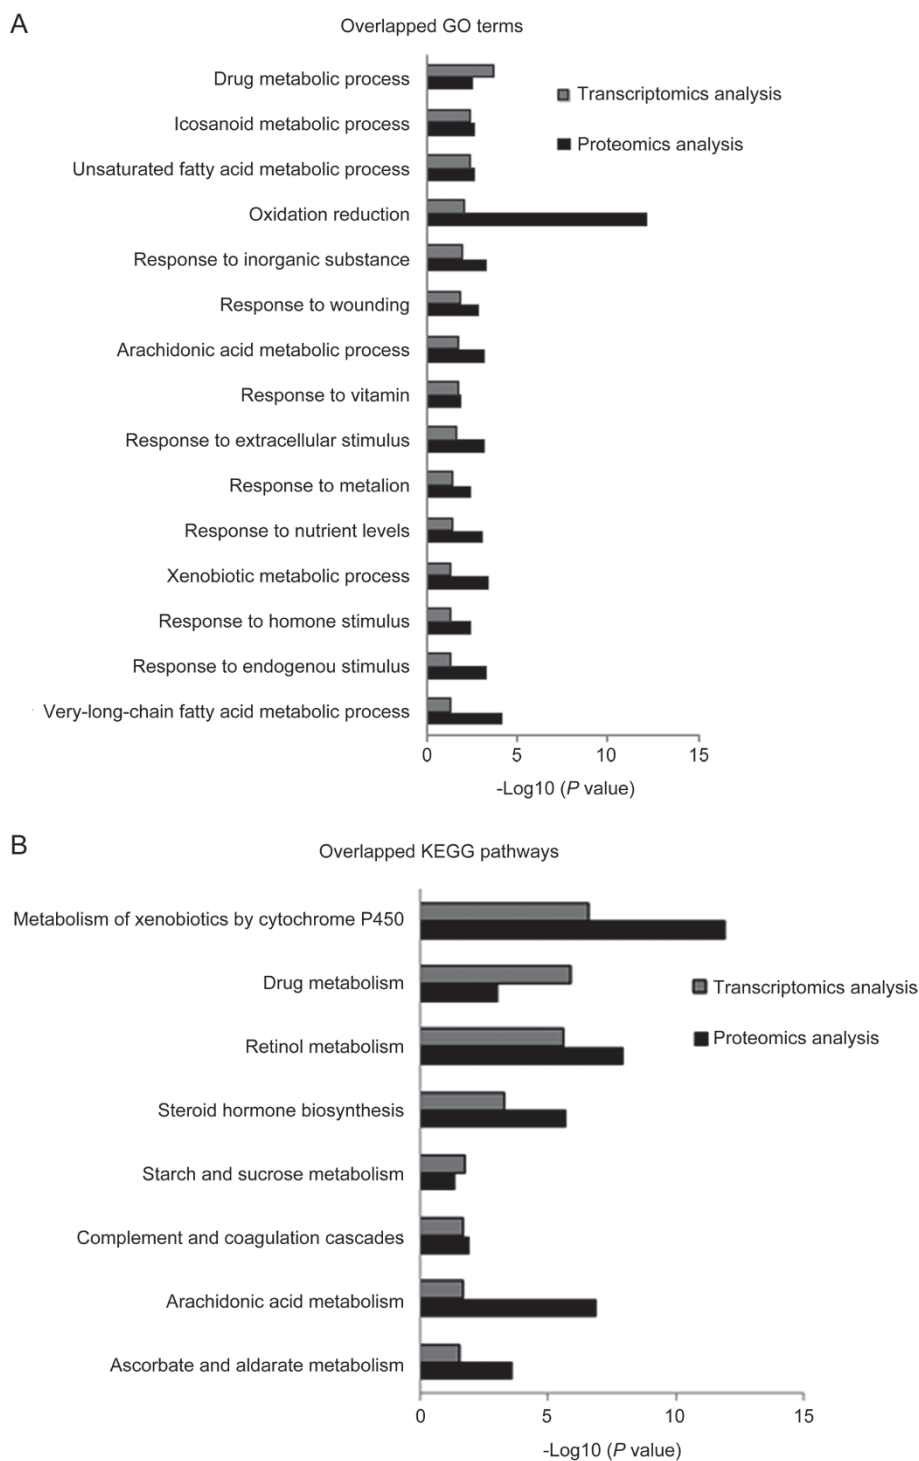 A
Overlapped GO terms
Drug metabolic process
Icosanoid metabolic process
Unsaturated fatty acid metabolic process
Oxidation reduction
Response to inorganic substance
Response to wounding
Arachidonic acid metabolic process
Response to vitamin
Response to extracellular stimulus
Response to metalion
Response to nutrient levels
Xenobiotic metabolic process
Response to homone stimulus
Response to endogenou stimulus
Very-long-chain fatty acid metabolic process
Transcriptomics analysis
Proteomics analysis
0 5 10 15
-Log10 (P value)
B
Overlapped KEGG pathways
Metabolism of xenobiotics by cytochrome P450
Drug metabolism
Retinol metabolism
Steroid hormone biosynthesis
Starch and sucrose metabolism
Complement and coagulation cascades
Arachidonic acid metabolism
Ascorbate and aldarate metabolism
Transcriptomics analysis
Proteomics analysis
0 5 10 15
-Log10 (P value)